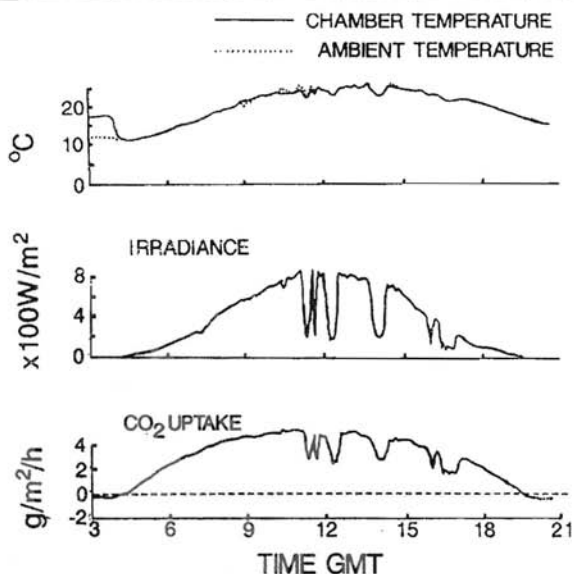 CHAMBER TEMPERATURE
AMBIENT TEMPERATURE
20
10
0
°C
IRRADIANCE
8
4
0
x100W/m²
CO₂ UPTAKE
4
2
0
-2
g/m²/h
3 6 9 11 12 15 18 21
TIME GMT